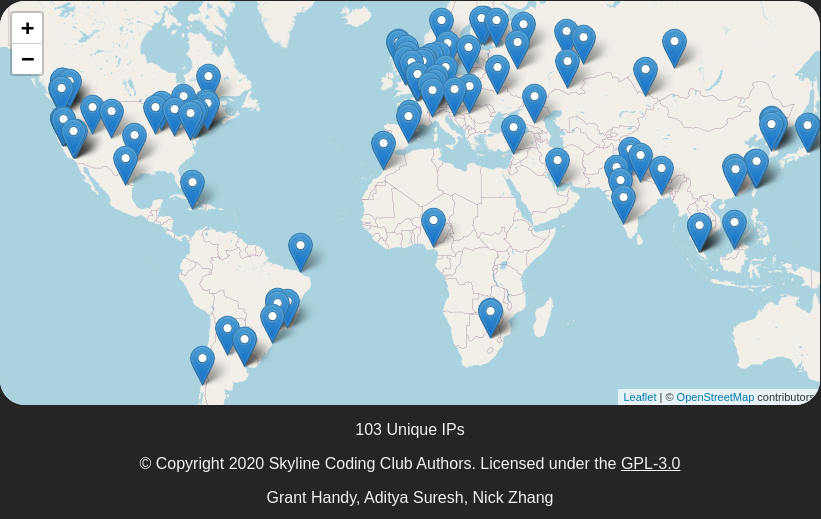 +
−
Leaflet | © OpenStreetMap contributors
103 Unique IPs
© Copyright 2020 Skyline Coding Club Authors. Licensed under the GPL-3.0
Grant Handy, Aditya Suresh, Nick Zhang